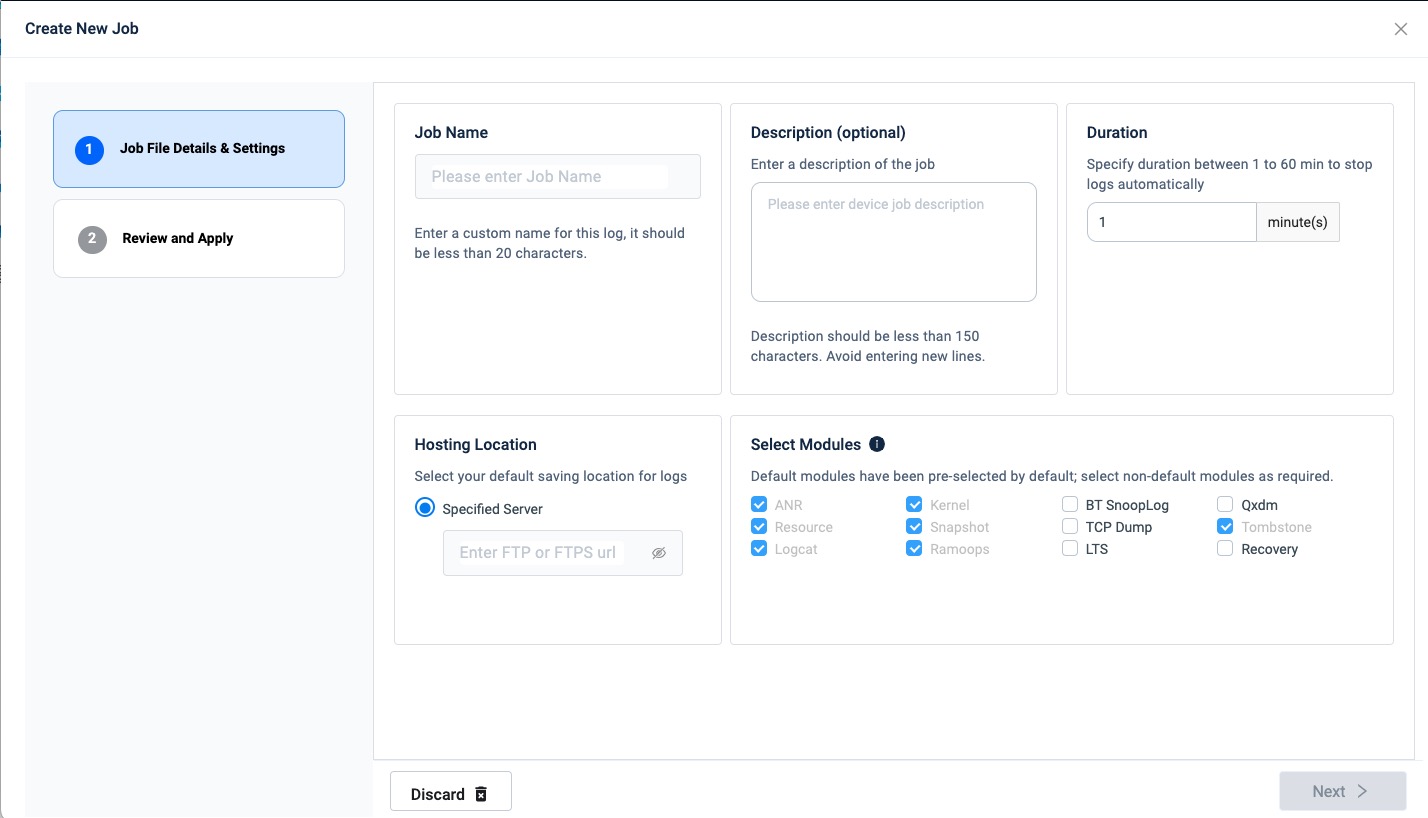 Create New Job
1
Job File Details & Settings
2
Review and Apply
Job Name
Please enter Job Name
Enter a custom name for this log, it should
be less than 20 characters.
Description (optional)
Enter a description of the job
Please enter device job description
Description should be less than 150
characters. Avoid entering new lines.
Duration
Specify duration between 1 to 60 min to stop
logs automatically
1 minute(s)
Hosting Location
Select your default saving location for logs
Specified Server
Enter FTP or FTPS url
Select Modules i
Default modules have been pre-selected by default; select non-default modules as required.
ANR Kernel BT SnoopLog Qxdm
Resource Snapshot TCP Dump Tombstone
Logcat Ramoops LTS Recovery
Discard
Next